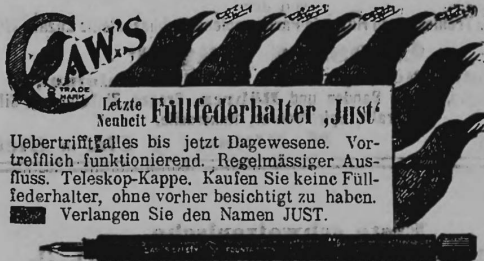 CAW'S
TRADE
MARK
Letzte
Neuheit Füllfederhalter ‚Just'
Uebertrifft alles bis jetzt Dagewesene. Vor-
trefflich funktionierend. Regelmässiger Aus-
fluss. Teleskop-Kappe. Kaufen Sie keine Füll-
federhalter, ohne vorher besichtigt zu haben.
Verlangen Sie den Namen JUST.